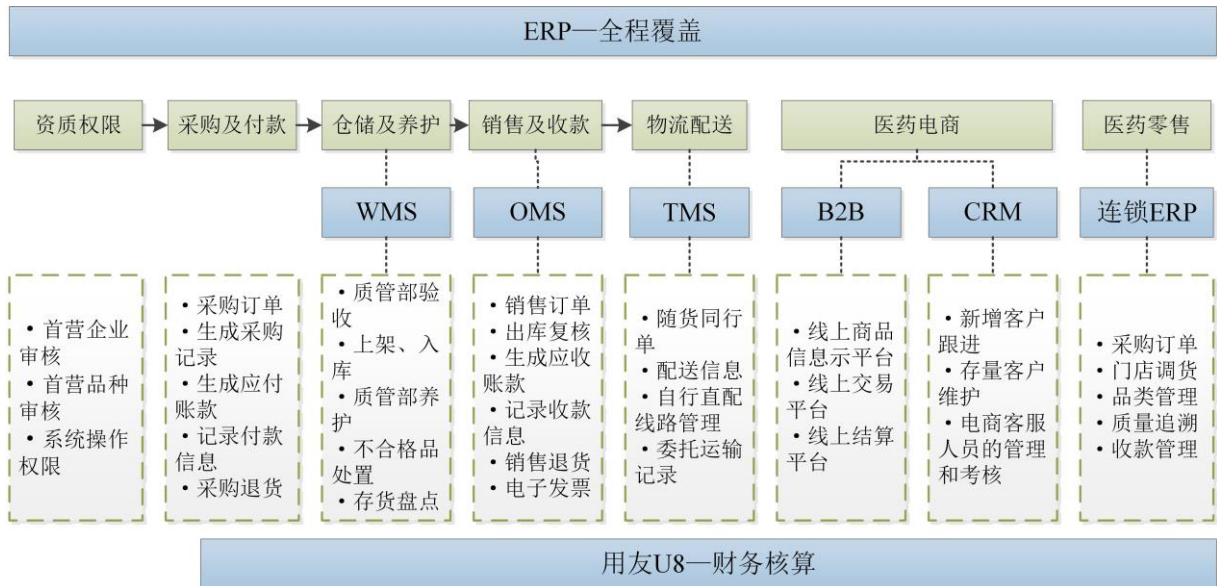 ERP—全程覆盖
资质权限
采购及付款
仓储及养护
销售及收款
物流配送
医药电商
医药零售
WMS
OMS
TMS
B2B
CRM
连锁ERP
• 首营企业
审核
• 首营品种
审核
• 系统操作
权限
• 采购订单
• 生成采购
记录
• 生成应付
账款
• 记录付款
信息
• 采购退货
• 质管部验
收
• 上架、入
库
• 质管部养
护
• 不合格品
处置
• 存货盘点
• 销售订单
• 出库复核
• 生成应收
账款
• 记录收款
信息
• 销售退货
• 电子发票
• 随货同行
单
• 配送信息
• 自行直配
线路管理
• 委托运输
记录
• 线上商品
信息示平台
• 线上交易
平台
• 线上结算
平台
• 新增客户
跟进
• 存量客户
维护
• 电商客服
人员的管理
和考核
• 采购订单
• 门店调货
• 品类管理
• 质量追溯
• 收款管理
用友U8—财务核算